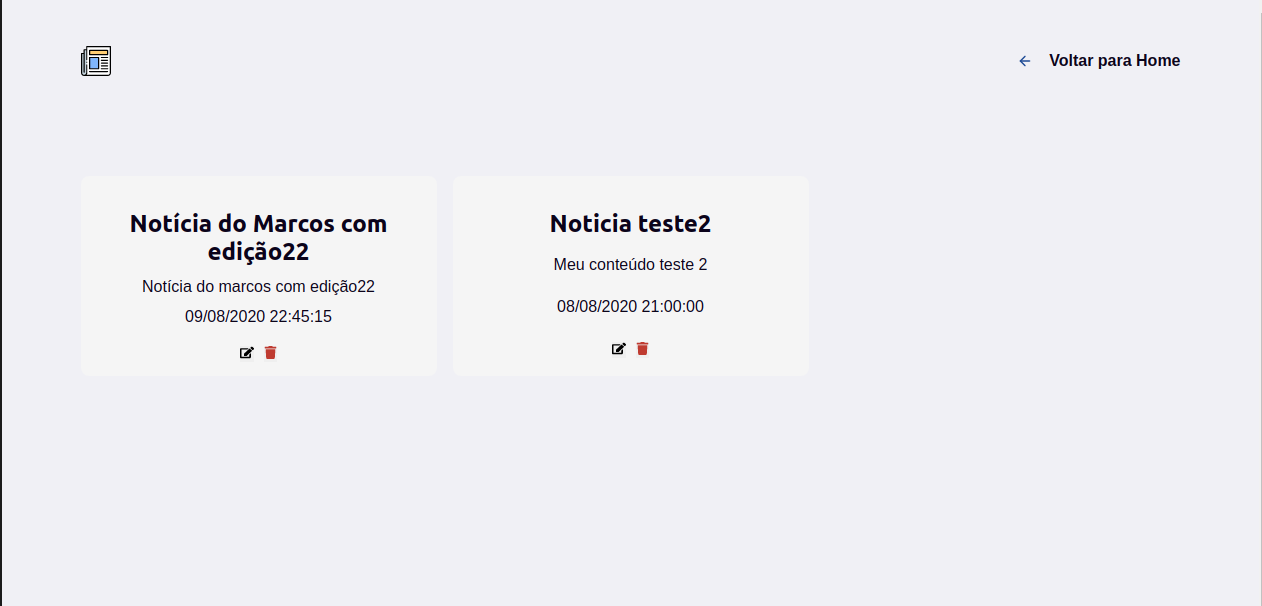 Voltar para Home
Notícia do Marcos com
edição22
Notícia do marcos com edição22
09/08/2020 22:45:15
Noticia teste2
Meu conteúdo teste 2
08/08/2020 21:00:00